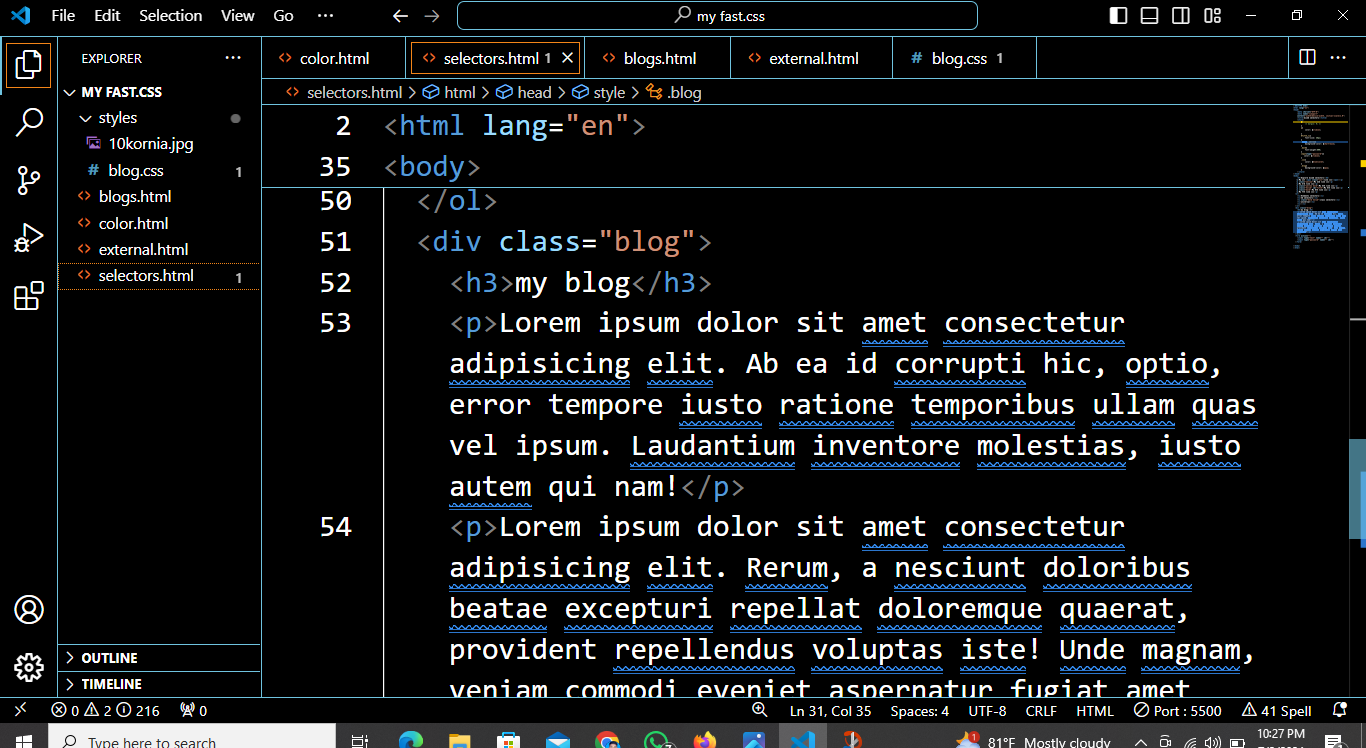 File Edit Selection View Go ··· my fast.css
EXPLORER ···
MY FAST.CSS
styles
10kornia.jpg
# blog.css 1
blogs.html
color.html
external.html
selectors.html 1
OUTLINE
TIMELINE
<> color.html <> selectors.html 1 <> blogs.html <> external.html # blog.css 1 ···
<> selectors.html > html > head > style > .blog
2 <html lang="en">
35 <body>
50 </ol>
51 <div class="blog">
52 <h3>my blog</h3>
53 <p>Lorem ipsum dolor sit amet consectetur
adipisicing elit. Ab ea id corrupti hic, optio,
error tempore iusto ratione temporibus ullam quas
vel ipsum. Laudantium inventore molestias, iusto
autem qui nam!</p>
54 <p>Lorem ipsum dolor sit amet consectetur
adipisicing elit. Rerum, a nesciunt doloribus
beatae excepturi repellat doloremque quaerat,
provident repellendus voluptas iste! Unde magnam,
veniam commodi eveniet aspernatur fugiat amet
0 2 216 0 Ln 31, Col 35 Spaces: 4 UTF-8 CRLF HTML Port : 5500 41 Spell
Type here to search 81°F Mostly cloudy 10:27 PM